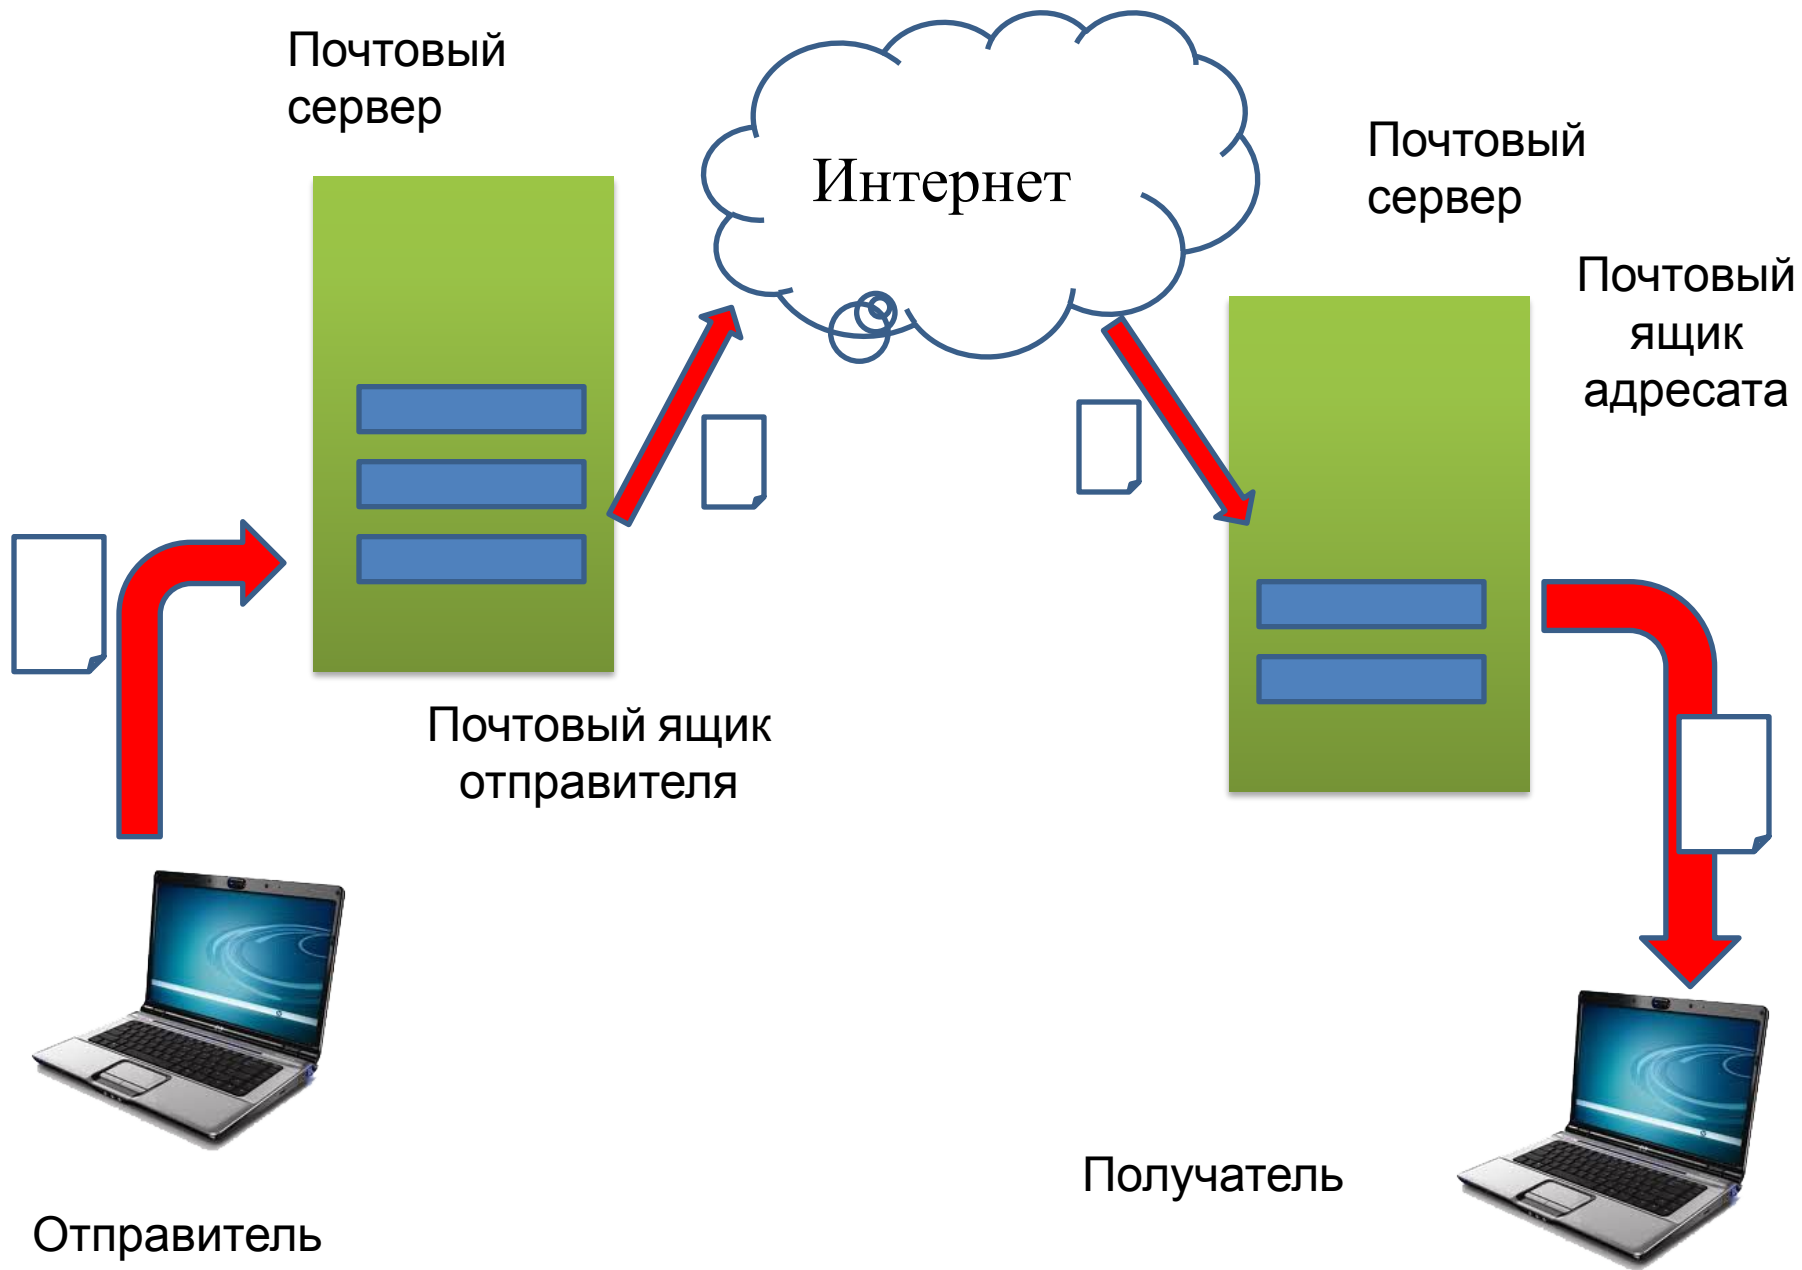 Почтовый
сервер
Интернет
Почтовый
сервер
Почтовый
ящик
адресата
Почтовый ящик
отправителя
Получатель
Отправитель